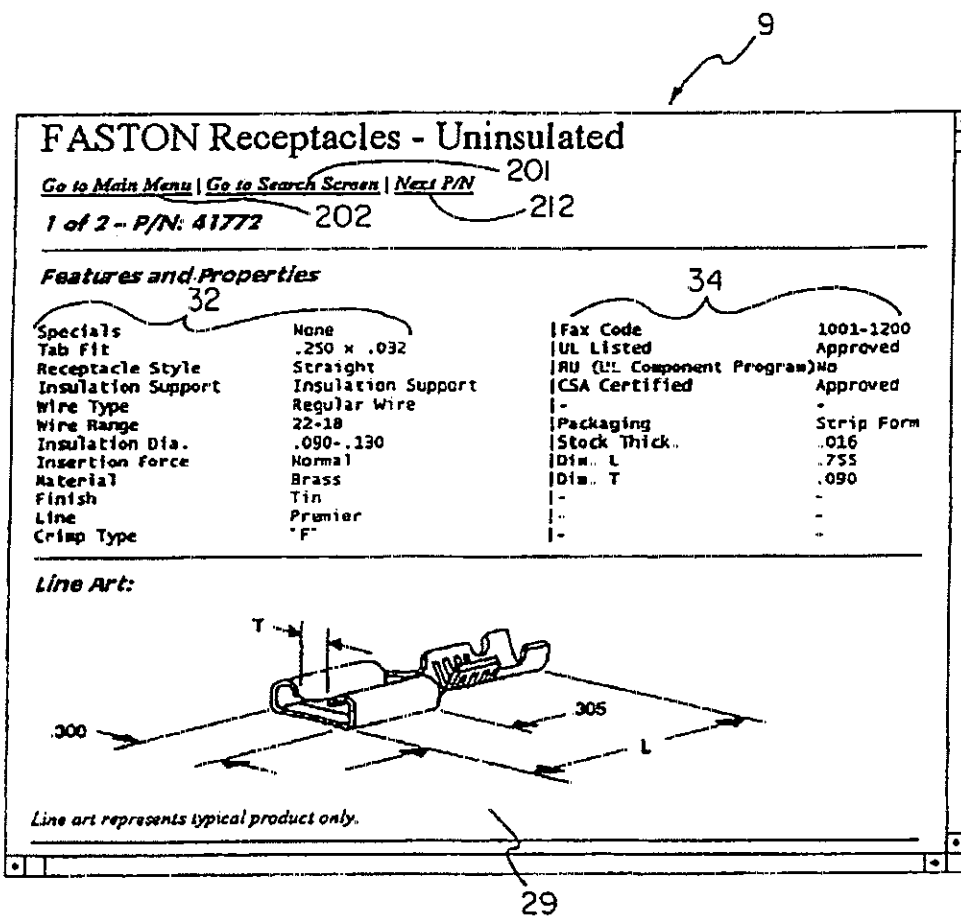 9
FASTON Receptacles - Uninsulated
Go to Main Menu | Go to Search Screen | Next P/N
201
202
212
1 of 2 - P/N: 41772
Features and Properties
32
34
Specials None |Fax Code 1001-1200
Tab Fit .250 x .032 |UL Listed Approved
Receptacle Style Straight |RU (UL Component Program)No
Insulation Support Insulation Support |CSA Certified Approved
Wire Type Regular Wire |- -
Wire Range 22-18 |Packaging Strip Form
Insulation Dia. .090-.130 |Stock Thick. .016
Insertion Force Normal |Dim. L .755
Material Brass |Dim. T .090
Finish Tin |- -
Line Premier |- -
Crimp Type "F" |- -
Line Art:
T
.300
.305
L
Line art represents typical product only.
29